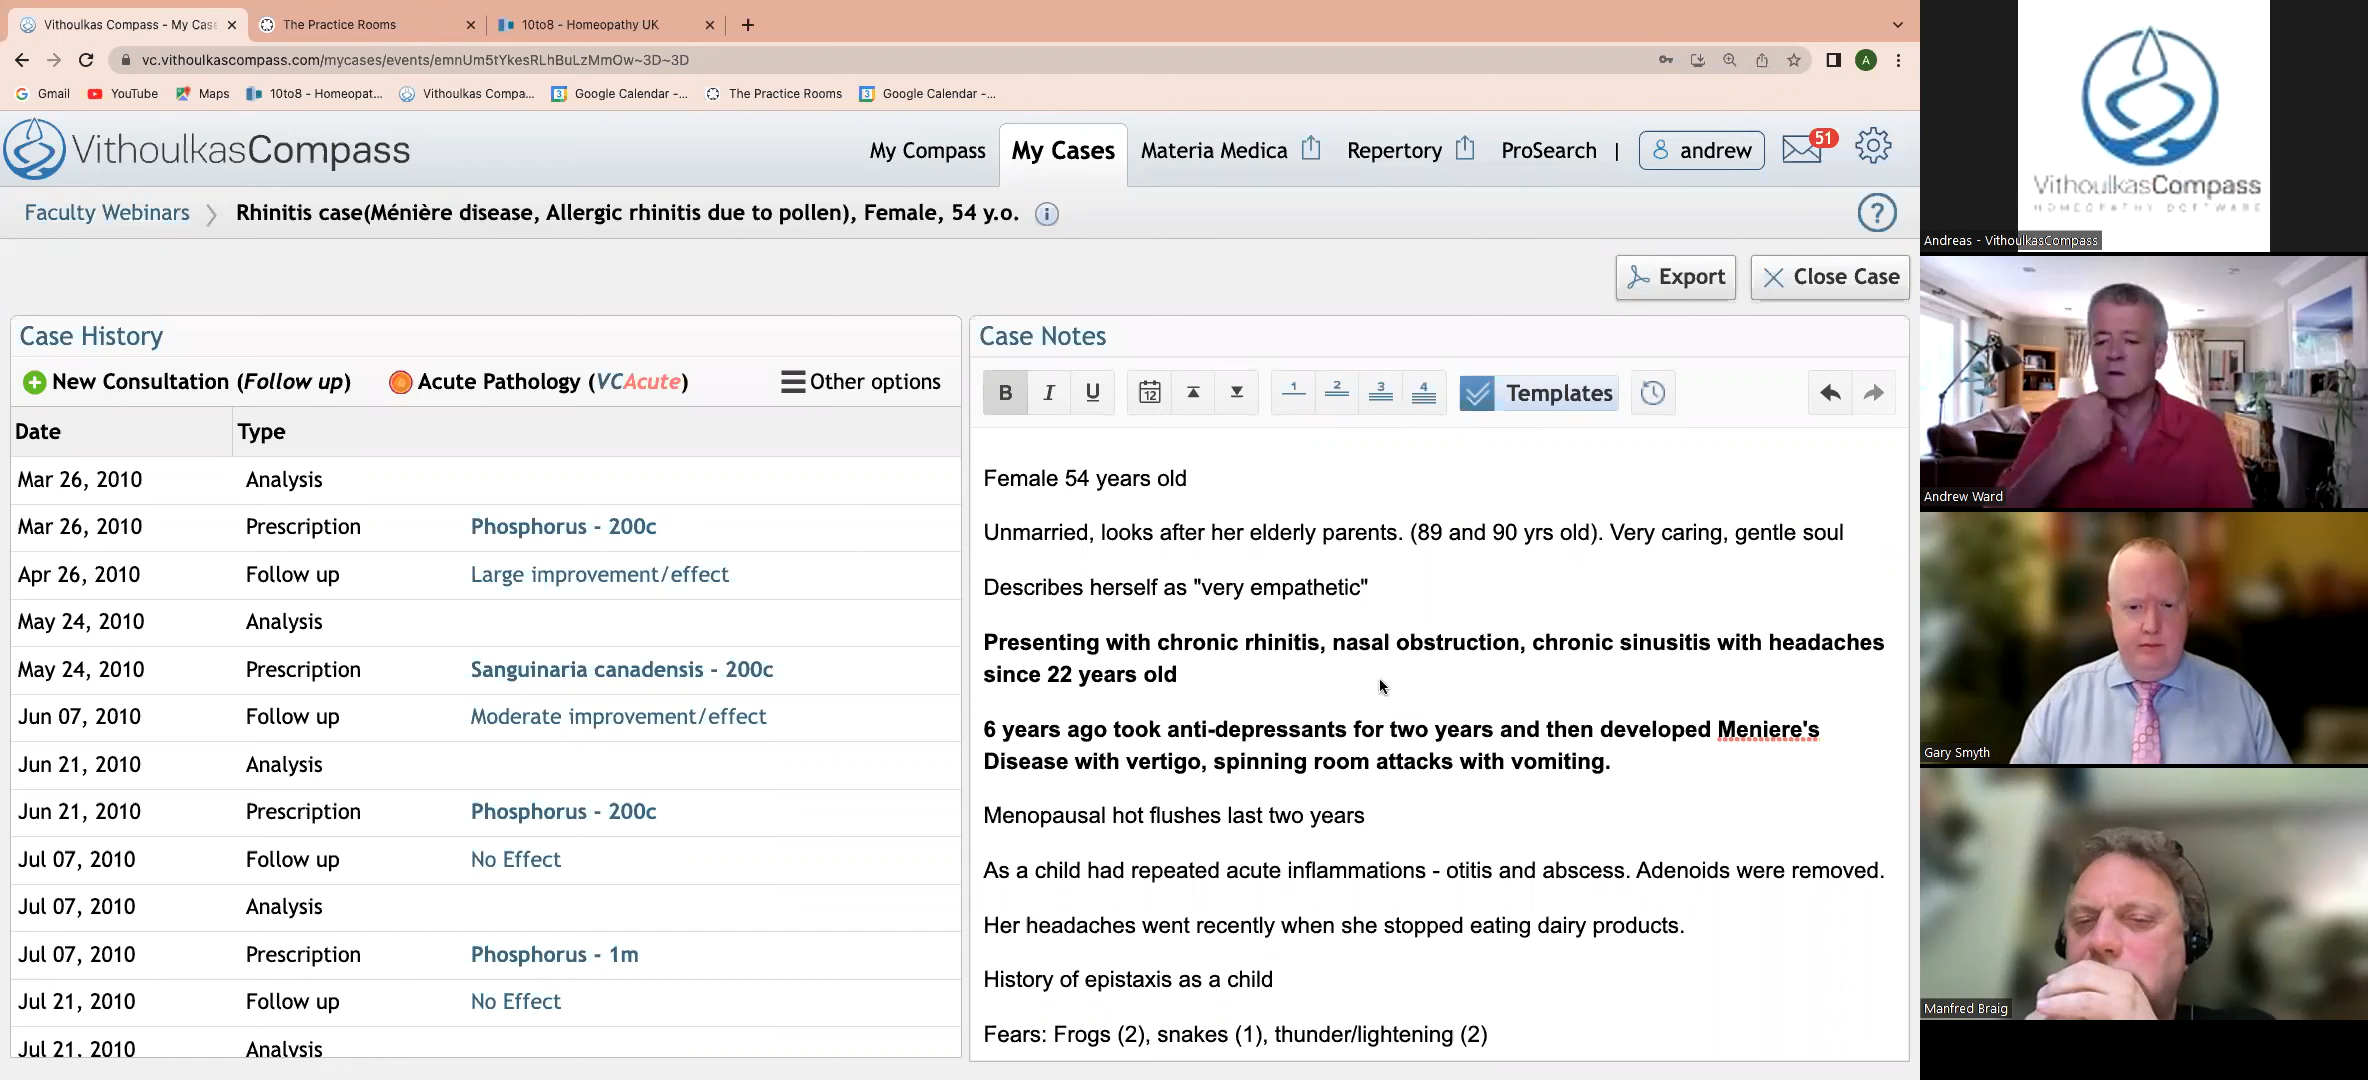 Vithoulkas Compass - My Case
The Practice Rooms
10to8 - Homeopathy UK
vc.vithoulkascompass.com/mycases/events/emnUm5tYkesRLhBuLzMmOw~3D~3D
A
Gmail
YouTube
Maps
10to8 - Homeopat...
Vithoulkas Compa...
Google Calendar -...
The Practice Rooms
Google Calendar -...
VithoulkasCompass
My Compass
My Cases
Materia Medica
Repertory
ProSearch |
andrew
51
Faculty Webinars
Rhinitis case(Ménière disease, Allergic rhinitis due to pollen), Female, 54 y.o.
Export
Close Case
Case History
New Consultation (Follow up)
Acute Pathology (VCAcute)
Other options
Date Type
Mar 26, 2010 Analysis
Mar 26, 2010 Prescription Phosphorus - 200c
Apr 26, 2010 Follow up Large improvement/effect
May 24, 2010 Analysis
May 24, 2010 Prescription Sanguinaria canadensis - 200c
Jun 07, 2010 Follow up Moderate improvement/effect
Jun 21, 2010 Analysis
Jun 21, 2010 Prescription Phosphorus - 200c
Jul 07, 2010 Follow up No Effect
Jul 07, 2010 Analysis
Jul 07, 2010 Prescription Phosphorus - 1m
Jul 21, 2010 Follow up No Effect
Jul 21, 2010 Analysis
Case Notes
B I U 12 1 2 3 4 Templates
Female 54 years old
Unmarried, looks after her elderly parents. (89 and 90 yrs old). Very caring, gentle soul
Describes herself as "very empathetic"
Presenting with chronic rhinitis, nasal obstruction, chronic sinusitis with headaches
since 22 years old
6 years ago took anti-depressants for two years and then developed Meniere's
Disease with vertigo, spinning room attacks with vomiting.
Menopausal hot flushes last two years
As a child had repeated acute inflammations - otitis and abscess. Adenoids were removed.
Her headaches went recently when she stopped eating dairy products.
History of epistaxis as a child
Fears: Frogs (2), snakes (1), thunder/lightening (2)
VithoulkasCompass
HOMEOPATHY SOFTWARE
Andreas - VithoulkasCompass
Andrew Ward
Gary Smyth
Manfred Braig